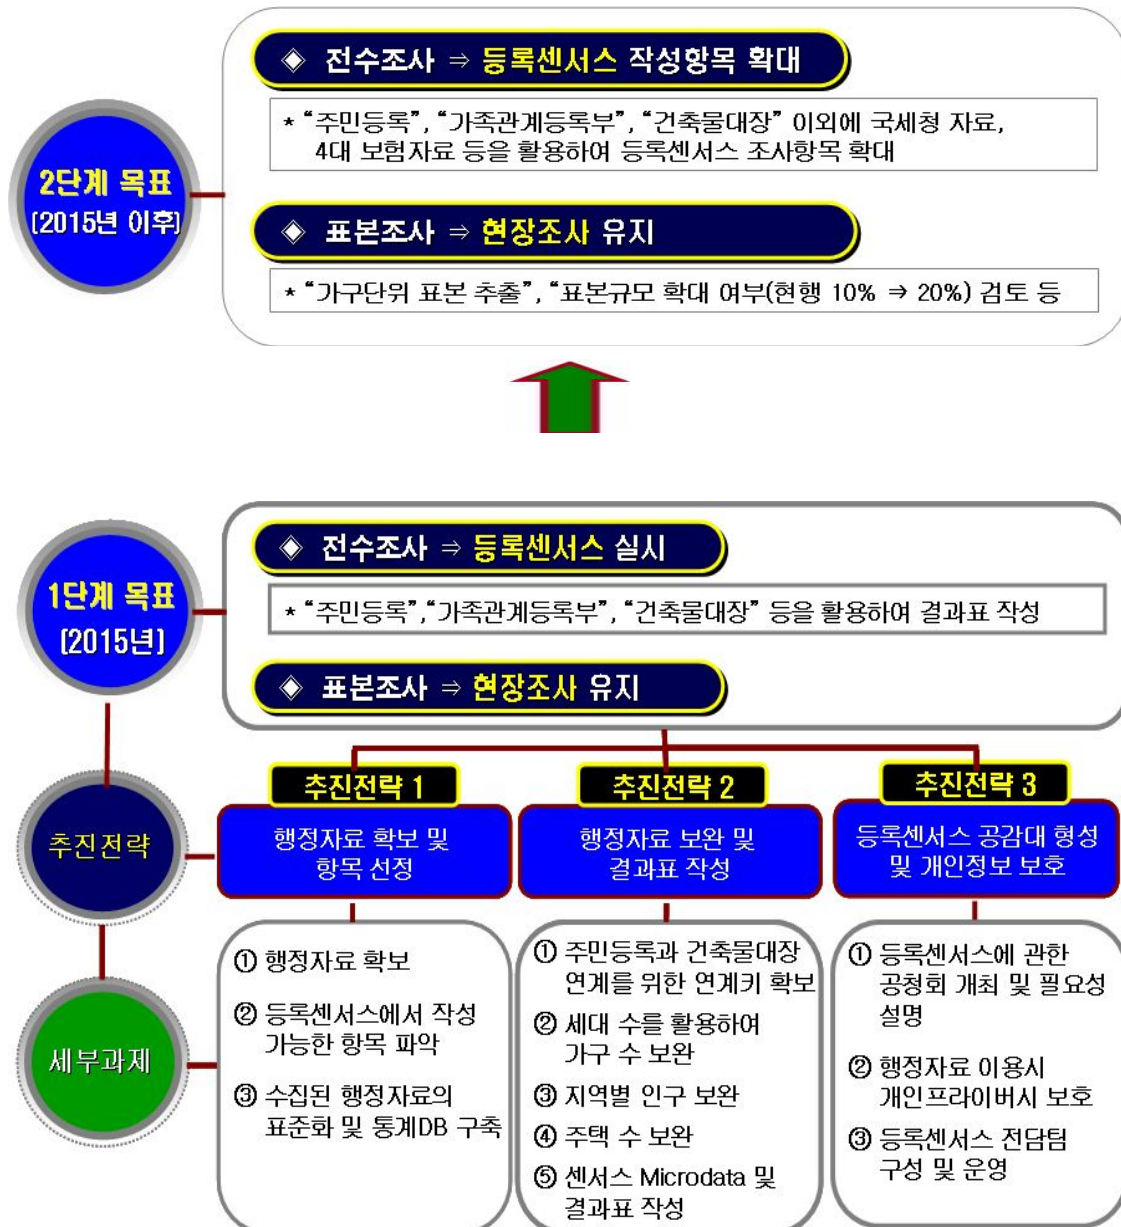 ◈ 전수조사 ⇒ 등록센서스 작성항목 확대
* “주민등록”, “가족관계등록부”, “건축물대장” 이외에 국세청 자료,
4대 보험자료 등을 활용하여 등록센서스 조사항목 확대
2단계 목표
(2015년 이후)
◈ 표본조사 ⇒ 현장조사 유지
* “가구단위 표본 추출”, “표본규모 확대 여부(현행 10% ⇒ 20%) 검토 등
1단계 목표
(2015년)
◈ 전수조사 ⇒ 등록센서스 실시
* “주민등록”,“가족관계등록부”, “건축물대장” 등을 활용하여 결과표 작성
◈ 표본조사 ⇒ 현장조사 유지
추진전략
추진전략 1
행정자료 확보 및
항목 선정
추진전략 2
행정자료 보완 및
결과표 작성
추진전략 3
등록센서스 공감대 형성
및 개인정보 보호
세부과제
① 행정자료 확보
② 등록센서스에서 작성
가능한 항목 파악
③ 수집된 행정자료의
표준화 및 통계DB 구축
① 주민등록과 건축물대장
연계를 위한 연계키 확보
② 세대 수를 활용하여
가구 수 보완
③ 지역별 인구 보완
④ 주택 수 보완
⑤ 센서스 Microdata 및
결과표 작성
① 등록센서스에 관한
공청회 개최 및 필요성
설명
② 행정자료 이용시
개인프라이버시 보호
③ 등록센서스 전담팀
구성 및 운영